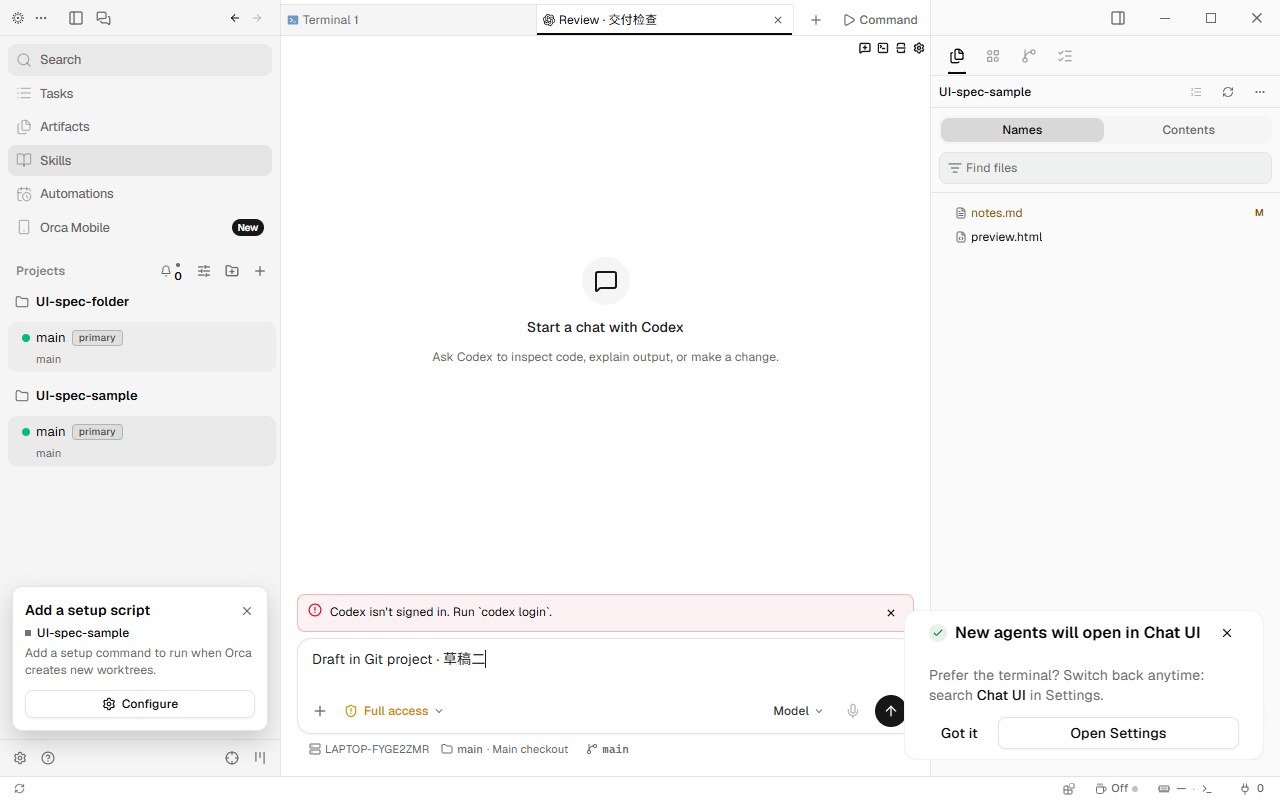 Terminal 1
Review · 交付检查
Command
Search
Tasks
Artifacts
Skills
Automations
Orca Mobile
New
Projects
0
UI-spec-folder
main primary
main
UI-spec-sample
main primary
main
Add a setup script
UI-spec-sample
Add a setup command to run when Orca
creates new worktrees.
Configure
Start a chat with Codex
Ask Codex to inspect code, explain output, or make a change.
Codex isn't signed in. Run `codex login`.
Draft in Git project · 草稿二
Full access
Model
LAPTOP-FYGE2ZMR
main · Main checkout
main
UI-spec-sample
Names
Contents
Find files
notes.md
M
preview.html
New agents will open in Chat UI
Prefer the terminal? Switch back anytime:
search Chat UI in Settings.
Got it
Open Settings
Off
0